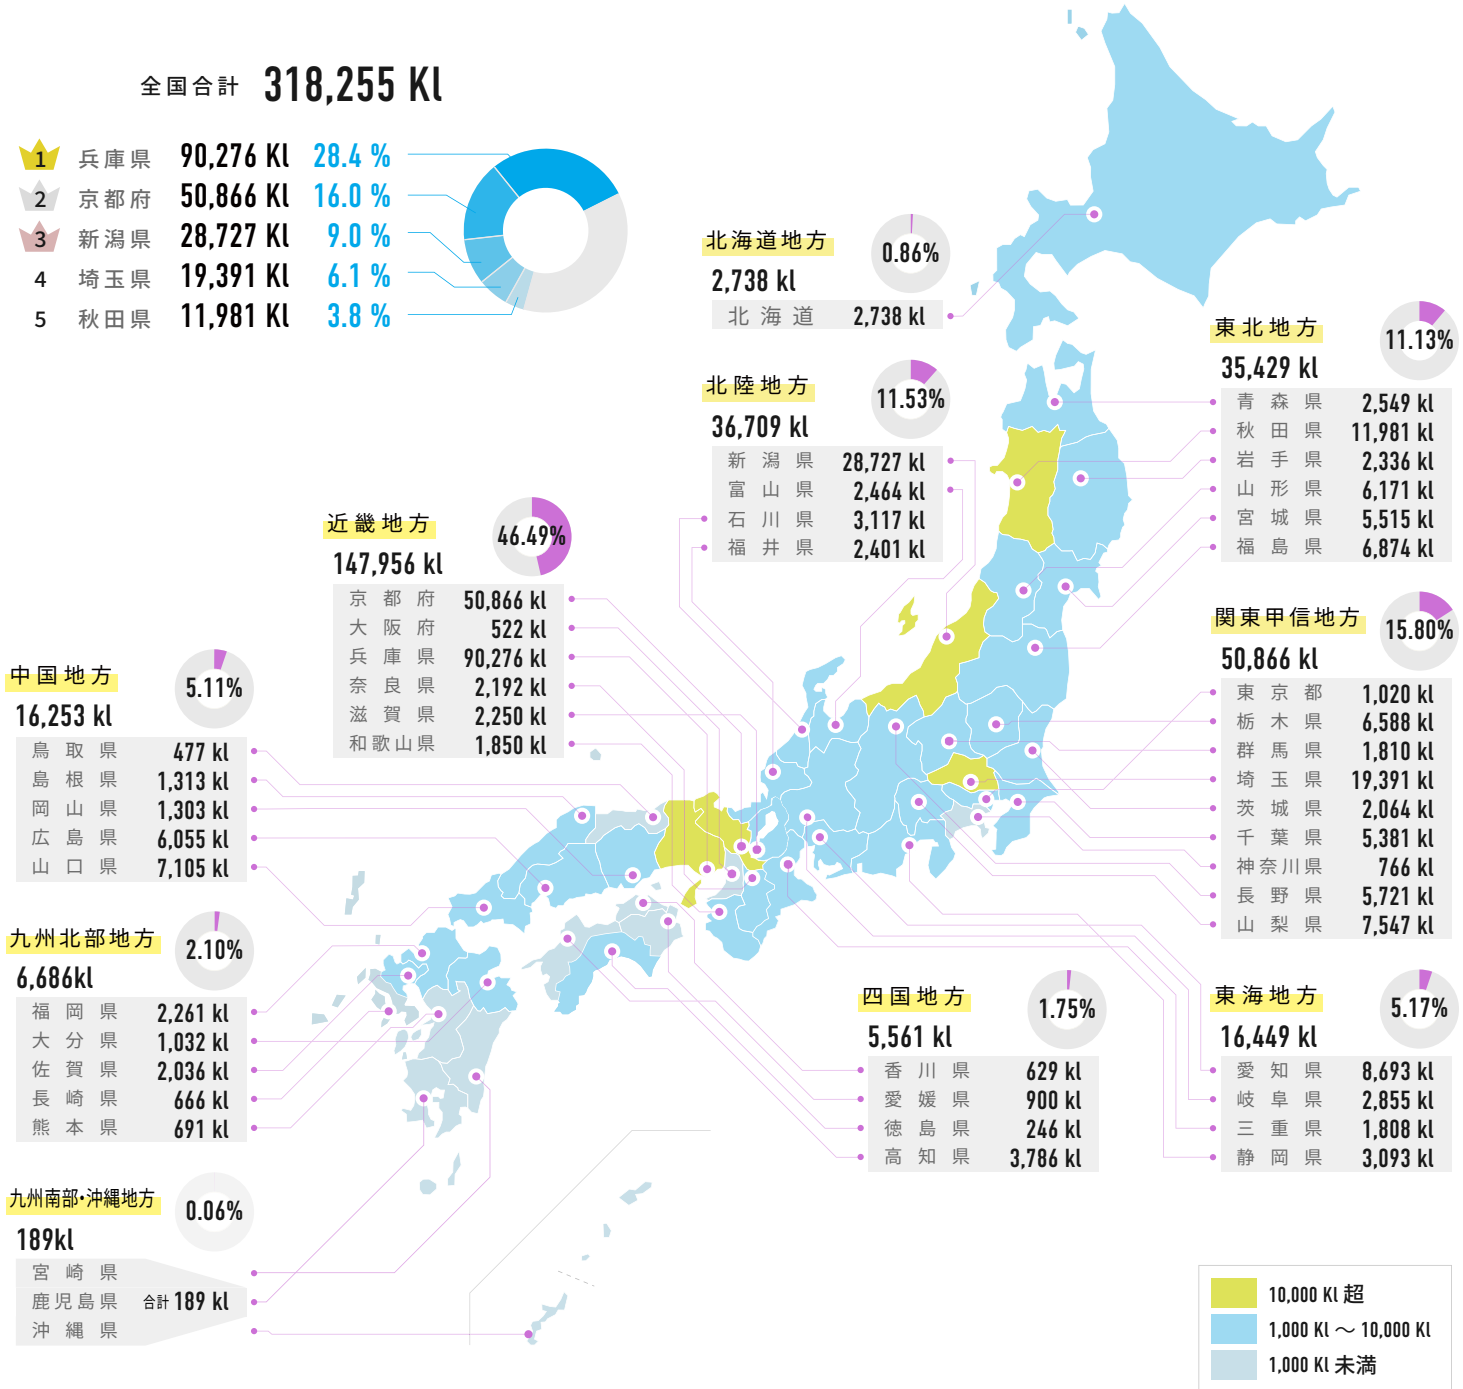 全国合計 318,255 Kl
1 兵庫県 90,276 Kl 28.4 %
2 京都府 50,866 Kl 16.0 %
3 新潟県 28,727 Kl 9.0 %
4 埼玉県 19,391 Kl 6.1 %
5 秋田県 11,981 Kl 3.8 %
北海道地方
0.86%
2,738 kl
北海道 2,738 kl
東北地方
11.13%
35,429 kl
青森県 2,549 kl
秋田県 11,981 kl
岩手県 2,336 kl
山形県 6,171 kl
宮城県 5,515 kl
福島県 6,874 kl
北陸地方
11.53%
36,709 kl
新潟県 28,727 kl
富山県 2,464 kl
石川県 3,117 kl
福井県 2,401 kl
近畿地方
46.49%
147,956 kl
京都府 50,866 kl
大阪府 522 kl
兵庫県 90,276 kl
奈良県 2,192 kl
滋賀県 2,250 kl
和歌山県 1,850 kl
関東甲信地方
15.80%
50,866 kl
東京都 1,020 kl
栃木県 6,588 kl
群馬県 1,810 kl
埼玉県 19,391 kl
茨城県 2,064 kl
千葉県 5,381 kl
神奈川県 766 kl
長野県 5,721 kl
山梨県 7,547 kl
中国地方
5.11%
16,253 kl
鳥取県 477 kl
島根県 1,313 kl
岡山県 1,303 kl
広島県 6,055 kl
山口県 7,105 kl
九州北部地方
2.10%
6,686kl
福岡県 2,261 kl
大分県 1,032 kl
佐賀県 2,036 kl
長崎県 666 kl
熊本県 691 kl
四国地方
1.75%
5,561 kl
香川県 629 kl
愛媛県 900 kl
徳島県 246 kl
高知県 3,786 kl
東海地方
5.17%
16,449 kl
愛知県 8,693 kl
岐阜県 2,855 kl
三重県 1,808 kl
静岡県 3,093 kl
九州南部・沖縄地方
0.06%
189kl
宮崎県
鹿児島県 合計 189 kl
沖縄県
10,000 Kl 超
1,000 Kl ～ 10,000 Kl
1,000 Kl 未満